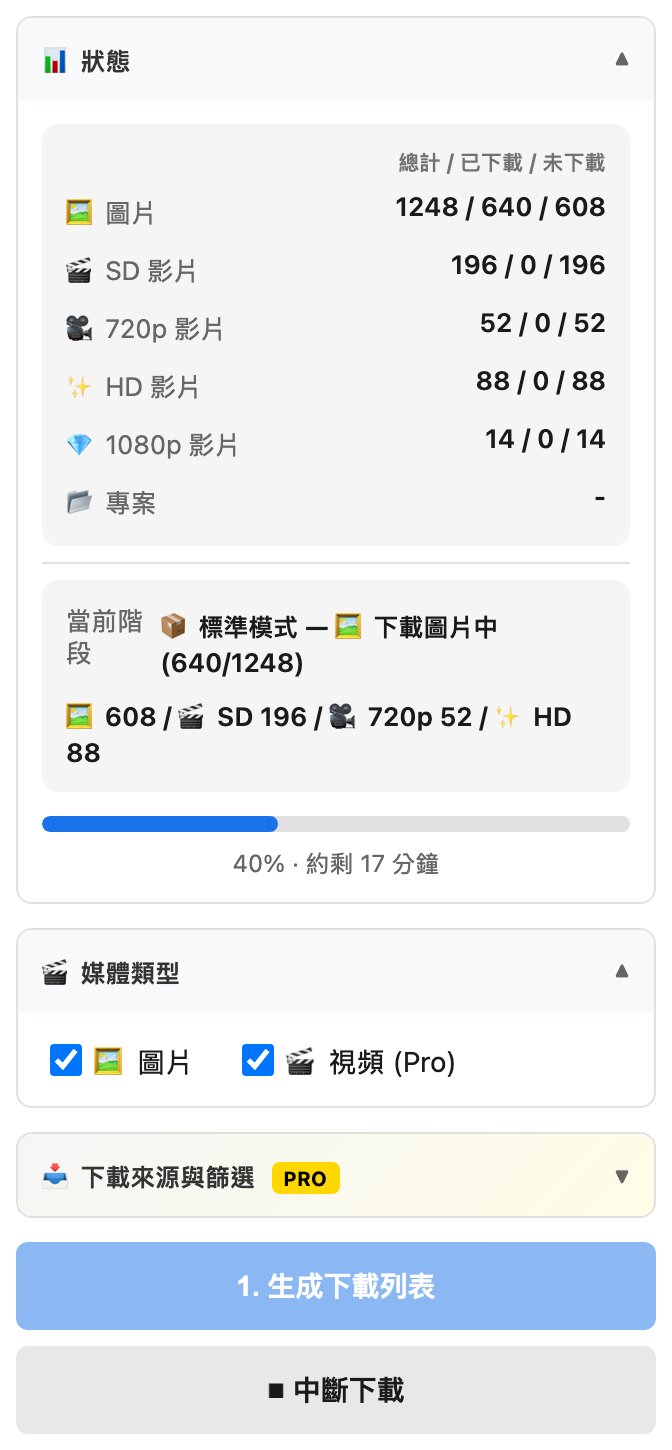 📊 狀態 ▲
總計 / 已下載 / 未下載
🖼️ 圖片 1248 / 640 / 608
🎬 SD 影片 196 / 0 / 196
🎥 720p 影片 52 / 0 / 52
✨ HD 影片 88 / 0 / 88
💎 1080p 影片 14 / 0 / 14
📁 專案 -
當前階段 📦 標準模式 — 🖼️ 下載圖片中
(640/1248)
🖼️ 608 / 🎬 SD 196 / 🎥 720p 52 / ✨ HD
88
40% · 約剩 17 分鐘
🎬 媒體類型 ▲
🖼️ 圖片 🎬 視頻 (Pro)
📥 下載來源與篩選 PRO ▼
1. 生成下載列表
■ 中斷下載